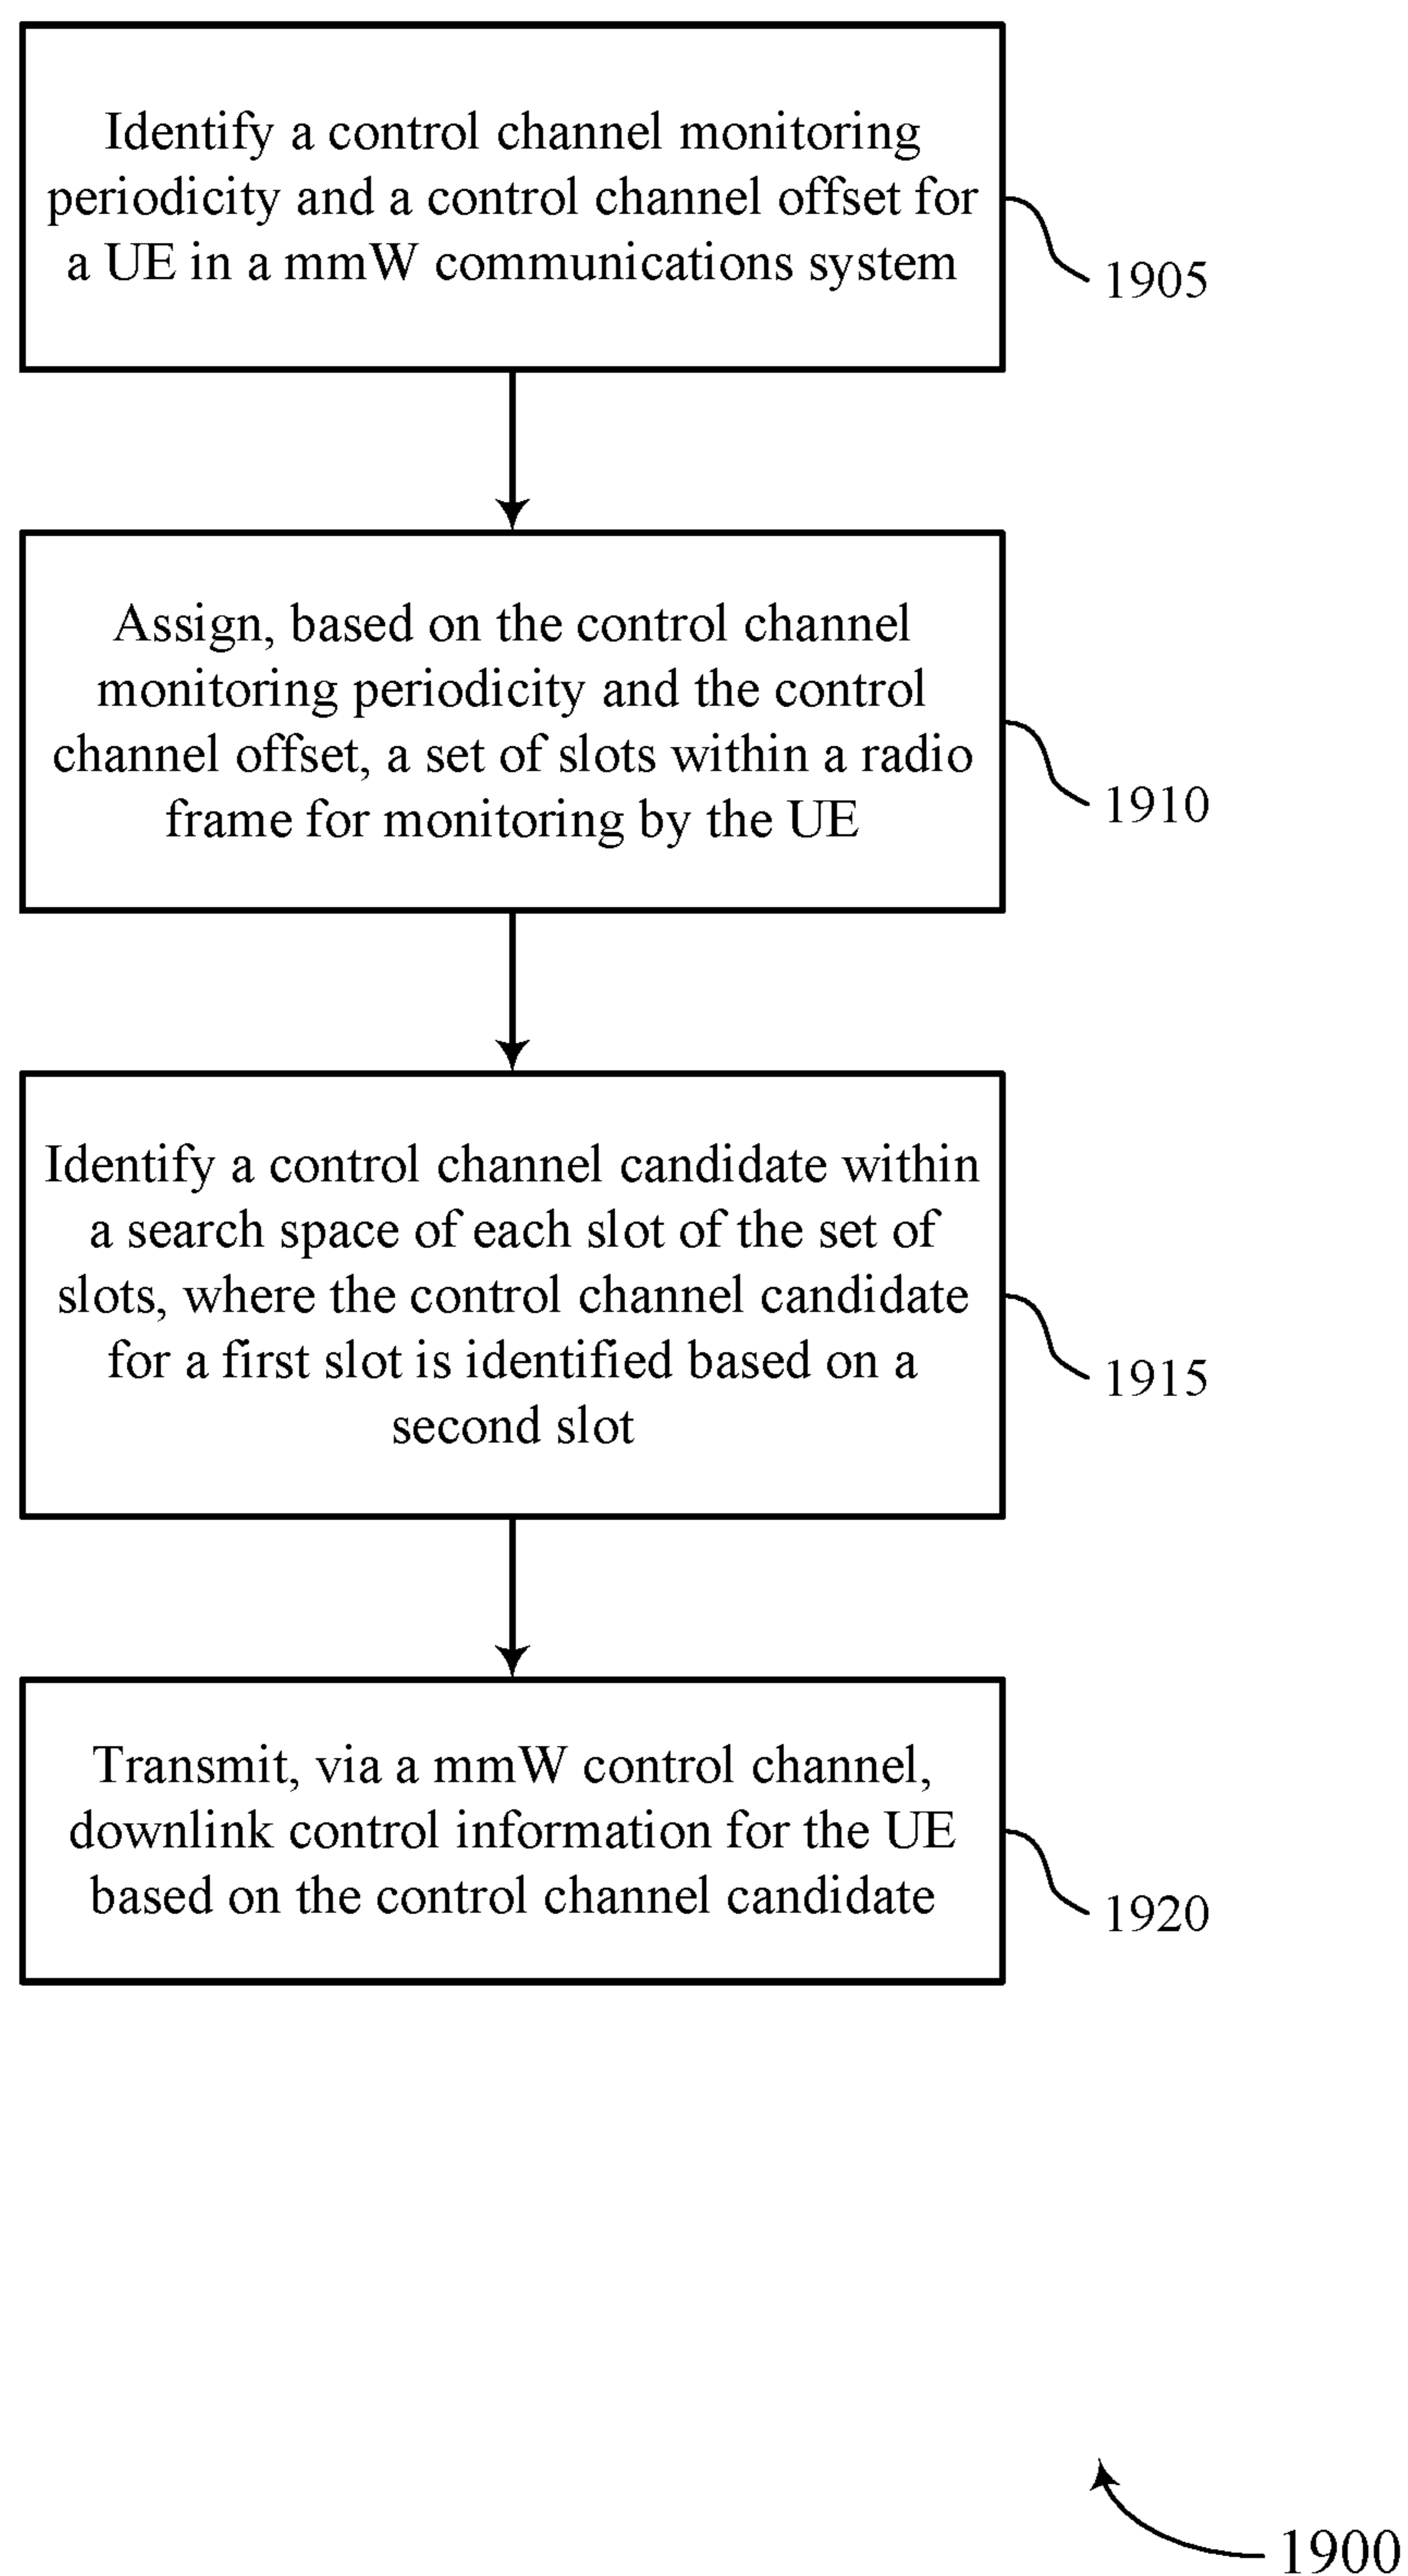 Identify a control channel monitoring
periodicity and a control channel offset for
a UE in a mmW communications system
1905
Assign, based on the control channel
monitoring periodicity and the control
channel offset, a set of slots within a radio
frame for monitoring by the UE
1910
Identify a control channel candidate within
a search space of each slot of the set of
slots, where the control channel candidate
for a first slot is identified based on a
second slot
1915
Transmit, via a mmW control channel,
downlink control information for the UE
based on the control channel candidate
1920
1900